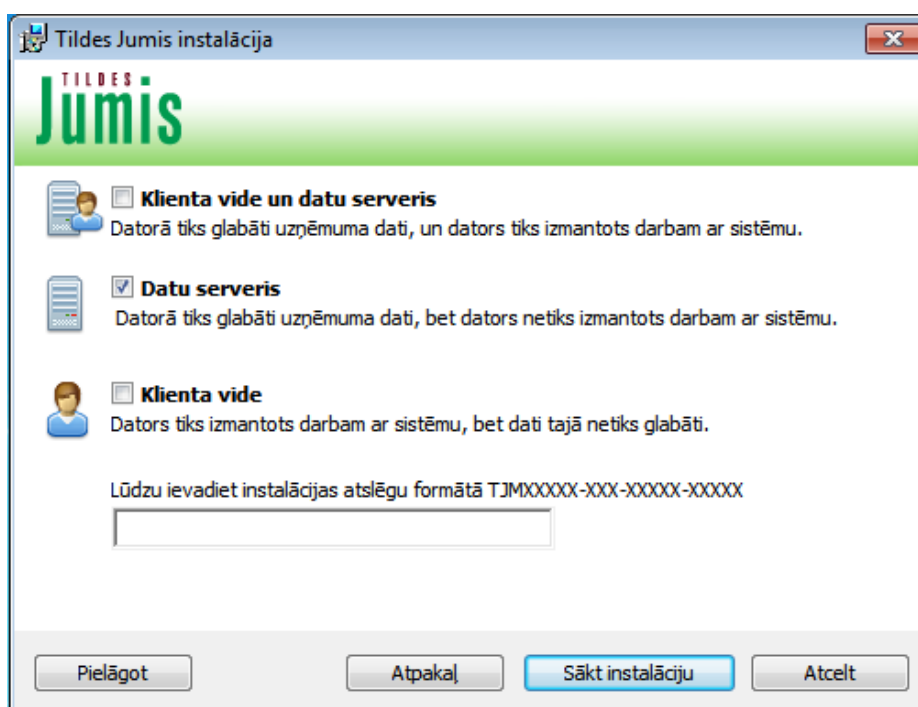 Tildes Jumis instalācija
TILDES
Jumis
Klienta vide un datu serveris
Datorā tiks glabāti uzņēmuma dati, un dators tiks izmantots darbam ar sistēmu.
Datu serveris
Datorā tiks glabāti uzņēmuma dati, bet dators netiks izmantots darbam ar sistēmu.
Klienta vide
Dators tiks izmantots darbam ar sistēmu, bet dati tajā netiks glabāti.
Lūdzu ievadiet instalācijas atslēgu formātā TJMXXXXX-XXX-XXXXX-XXXXX
Pielāgot Atpakaļ Sākt instalāciju Atcelt